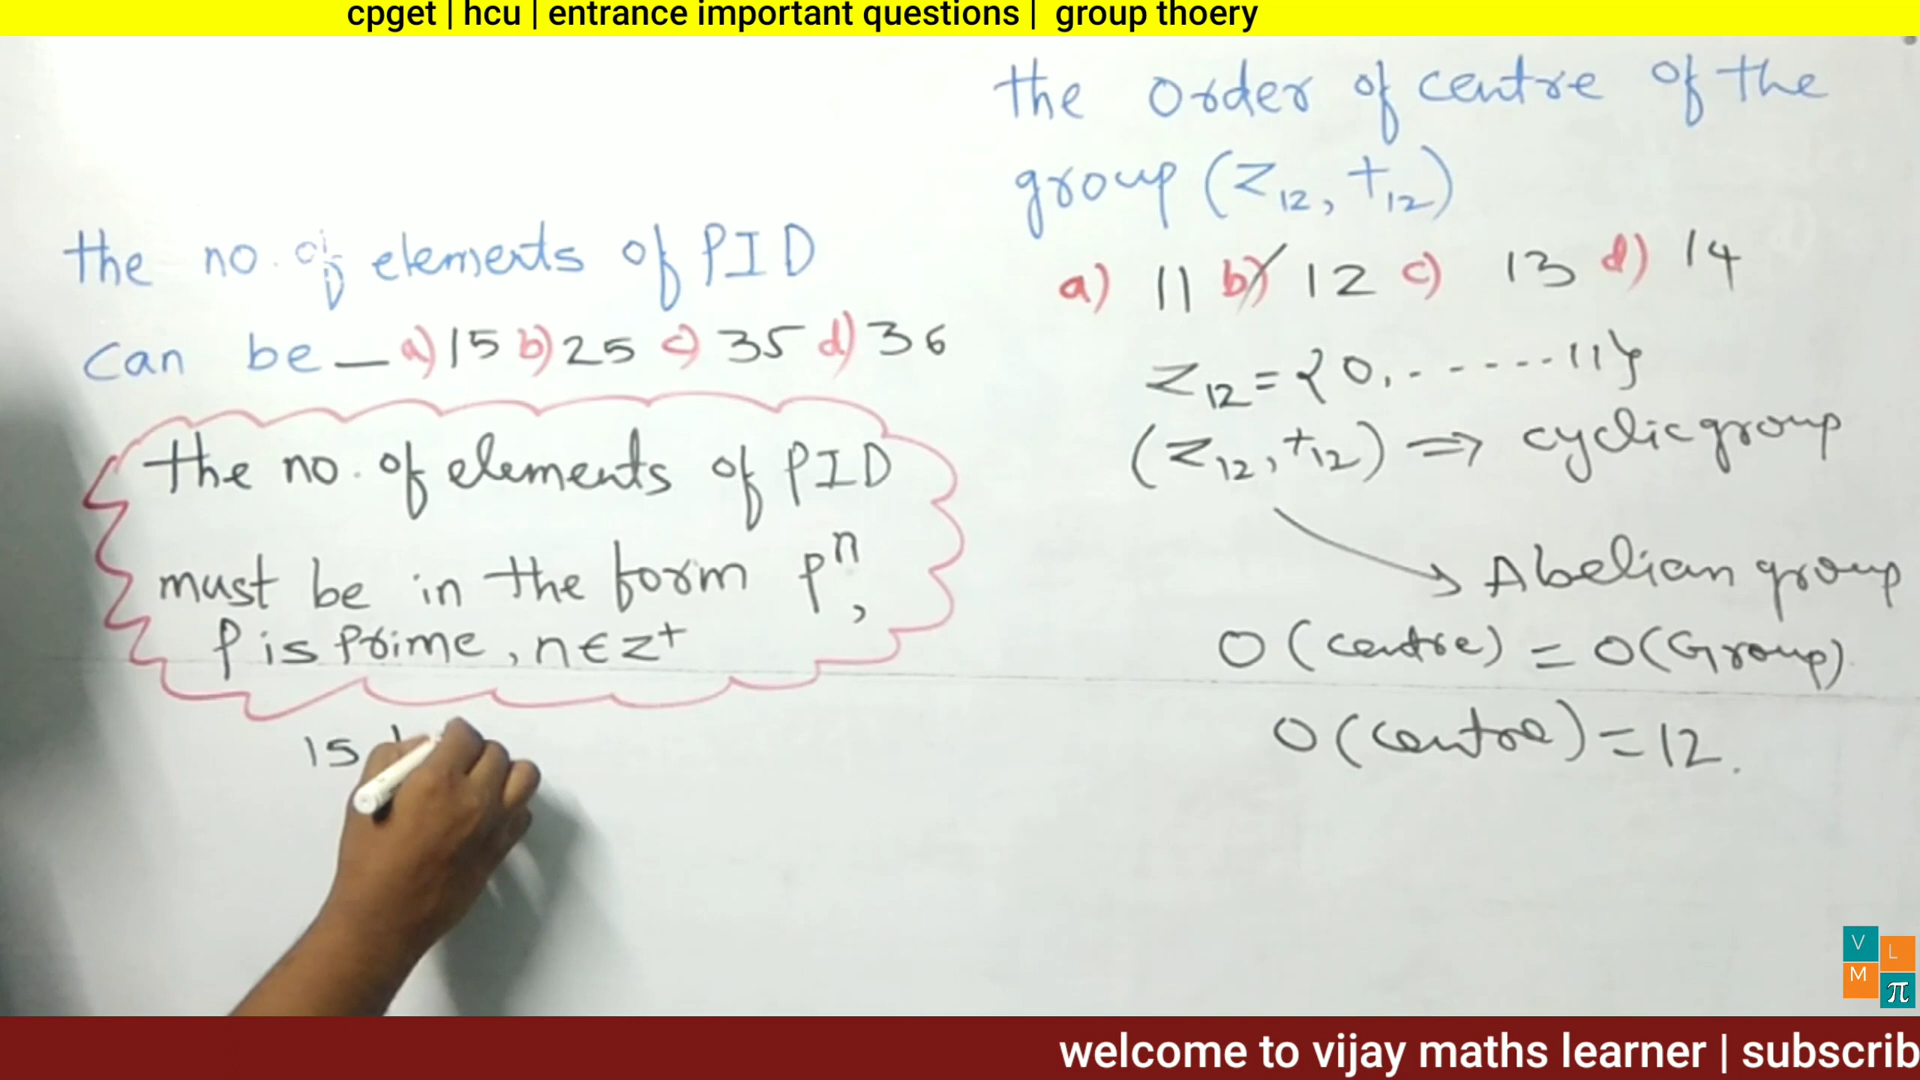 cpget | hcu | entrance important questions | group thoery
the no. of elements of PID
can be _ a) 15 b) 25 c) 35 d) 36
the no. of elements of PID
must be in the form pⁿ,
P is Prime, n ∈ Z⁺
15
the order of centre of the
group (Z₁₂, +₁₂)
a) 11 b) 12 c) 13 d) 14
Z₁₂ = {0, ------ 11}
(Z₁₂, +₁₂) ⇒ cyclic group
→ Abelian group
O(centre) = O(Group).
O(centre) = 12.
V L
M π
welcome to vijay maths learner | subscrib